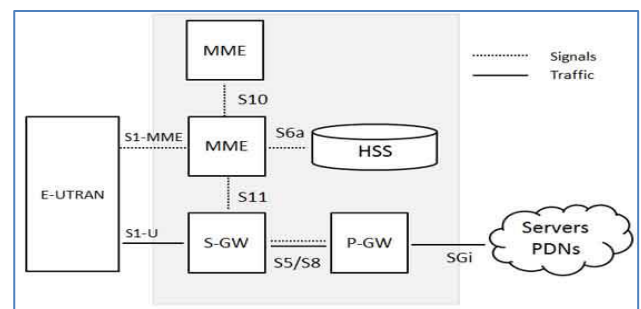 MME
Signals
Traffic
S10
S1-MME
MME
S6a
HSS
E-UTRAN
S11
S1-U
S-GW
S5/S8
P-GW
SGi
Servers
PDNs